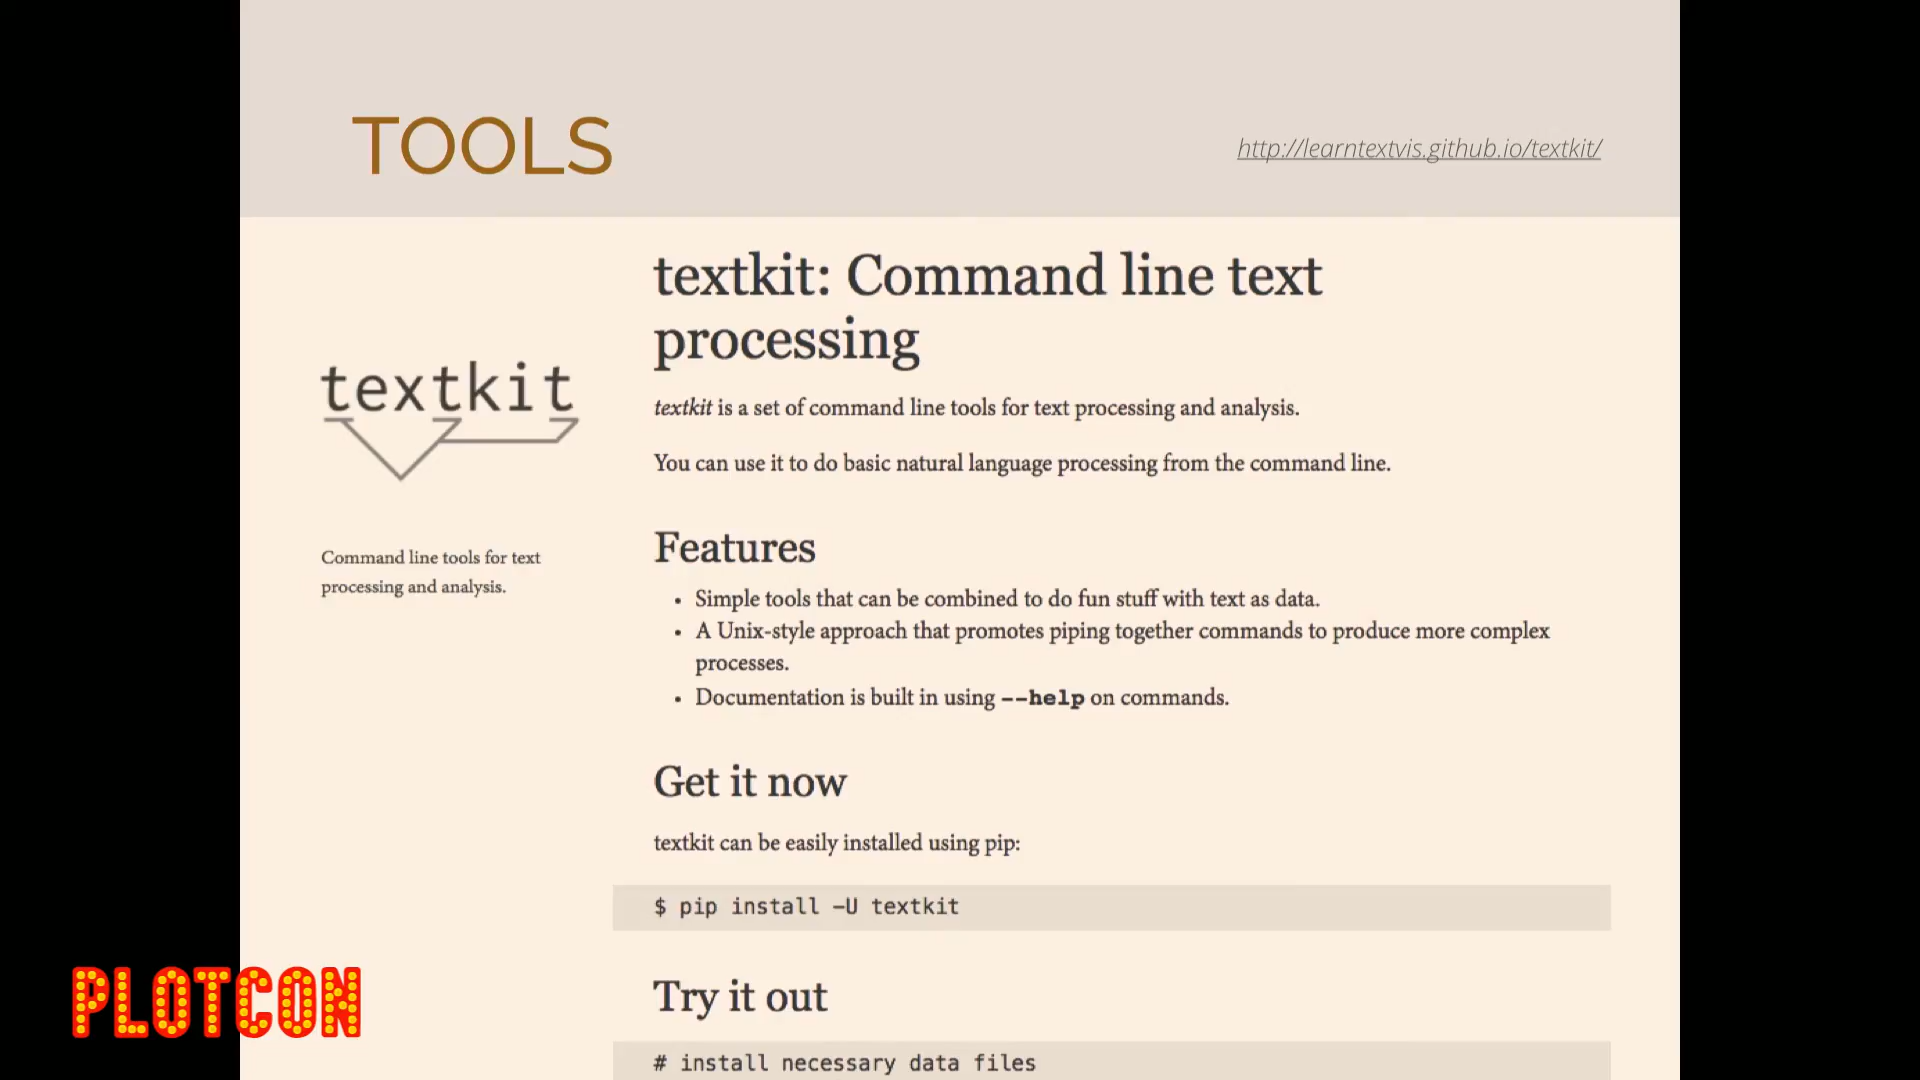 TOOLS
http://learntextvis.github.io/textkit/
textkit
Command line tools for text
processing and analysis.
textkit: Command line text
processing
textkit is a set of command line tools for text processing and analysis.
You can use it to do basic natural language processing from the command line.
Features
• Simple tools that can be combined to do fun stuff with text as data.
• A Unix-style approach that promotes piping together commands to produce more complex
processes.
• Documentation is built in using --help on commands.
Get it now
textkit can be easily installed using pip:
$ pip install -U textkit
Try it out
# install necessary data files
PLOTCON